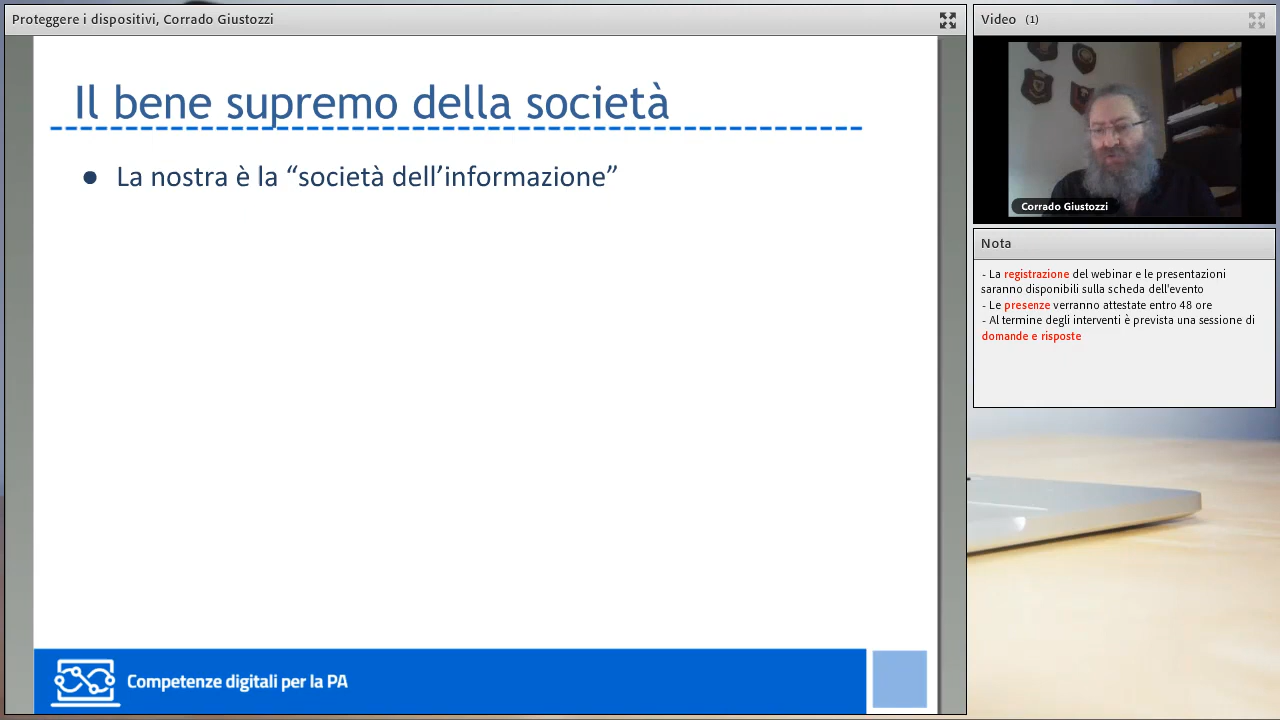 Proteggere i dispositivi, Corrado Giustozzi
Il bene supremo della società
● La nostra è la “società dell’informazione”
Competenze digitali per la PA
Video (1)
Corrado Giustozzi
Nota
- La registrazione del webinar e le presentazioni
saranno disponibili sulla scheda dell'evento
- Le presenze verranno attestate entro 48 ore
- Al termine degli interventi è prevista una sessione di
domande e risposte